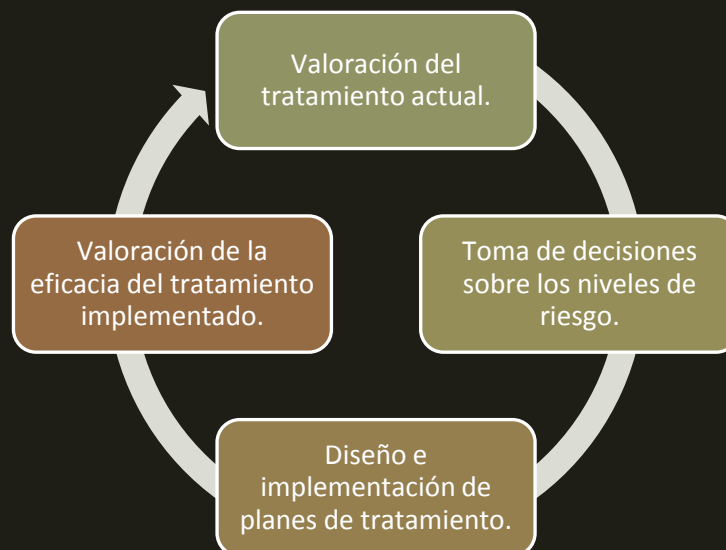 Valoración del
tratamiento actual.
Toma de decisiones
sobre los niveles de
riesgo.
Diseño e
implementación de
planes de tratamiento.
Valoración de la
eficacia del tratamiento
implementado.